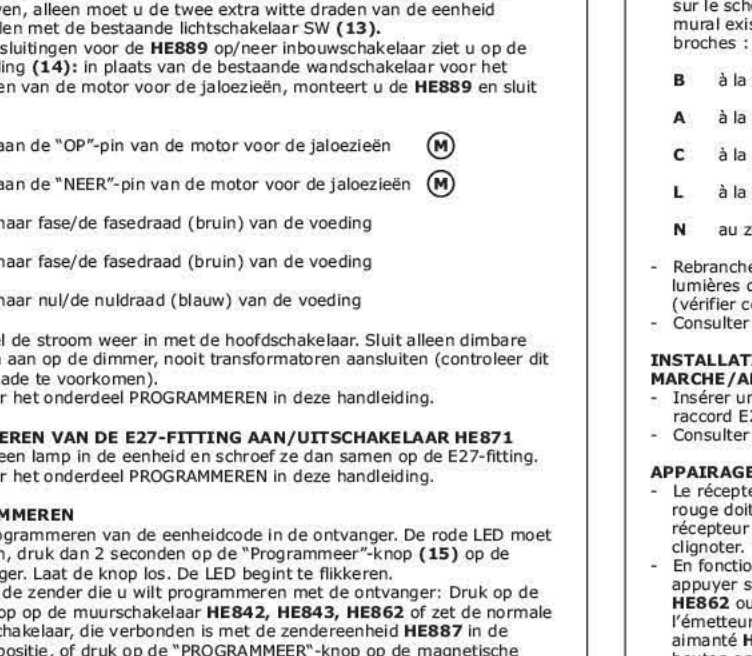 en, alleen moet u de twee extra witte draden van de eenheid
den met de bestaande lichtschakelaar SW (13).
sluitingen voor de HE889 op/neer inbouwschakelaar ziet u op de
ling (14): in plaats van de bestaande wandschakelaar voor het
en van de motor voor de jaloezieën, monteert u de HE889 en sluit
aan de "OP"-pin van de motor voor de jaloezieën M
aan de "NEER"-pin van de motor voor de jaloezieën M
naar fase/de fasedraad (bruin) van de voeding
naar fase/de fasedraad (bruin) van de voeding
naar nul/de nuldraad (blauw) van de voeding
el de stroom weer in met de hoofdschakelaar. Sluit alleen dimbare
aan op de dimmer, nooit transformatoren aansluiten (controleer dit
ade te voorkomen).
r het onderdeel PROGRAMMEREN in deze handleiding.
EREN VAN DE E27-FITTING AAN/UITSCHAKELAAR HE871
een lamp in de eenheid en schroef ze dan samen op de E27-fitting.
r het onderdeel PROGRAMMEREN in deze handleiding.
MMEREN
ogrammeren van de eenheidcode in de ontvanger. De rode LED moet
n, druk dan 2 seconden op de "Programmeer"-knop (15) op de
ger. Laat de knop los. De LED begint te flikkeren.
de zender die u wilt programmeren met de ontvanger: Druk op de
op op de muurschakelaar HE842, HE843, HE862 of zet de normale
chakelaar, die verbonden is met de zendereenheid HE887 in de
positie, of druk op de "PROGRAMMEER"-knop op de magnetische
sur le sch
mural exis
broches :
B à la
A à la
C à la
L à la
N au z
- Rebranche
lumières d
(vérifier c
- Consulter
INSTALLAT
MARCHE/A
- Insérer un
raccord E2
- Consulter
APPAIRAGE
- Le récepte
rouge doit
récepteur
clignoter.
- En fonctio
appuyer s
HE862 ou
l'émetteur
aimanté H